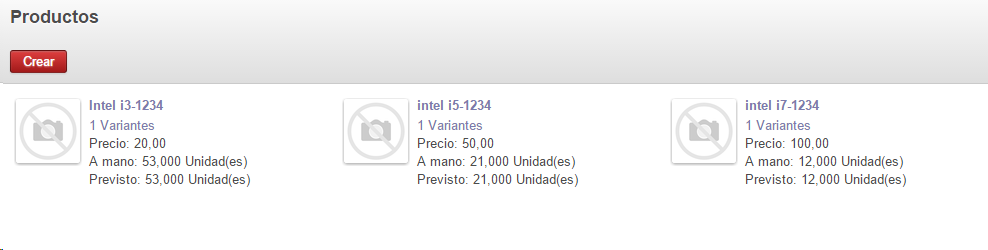 Productos
Crear
Intel i3-1234
1 Variantes
Precio: 20,00
A mano: 53,000 Unidad(es)
Previsto: 53,000 Unidad(es)
intel i5-1234
1 Variantes
Precio: 50,00
A mano: 21,000 Unidad(es)
Previsto: 21,000 Unidad(es)
intel i7-1234
1 Variantes
Precio: 100,00
A mano: 12,000 Unidad(es)
Previsto: 12,000 Unidad(es)